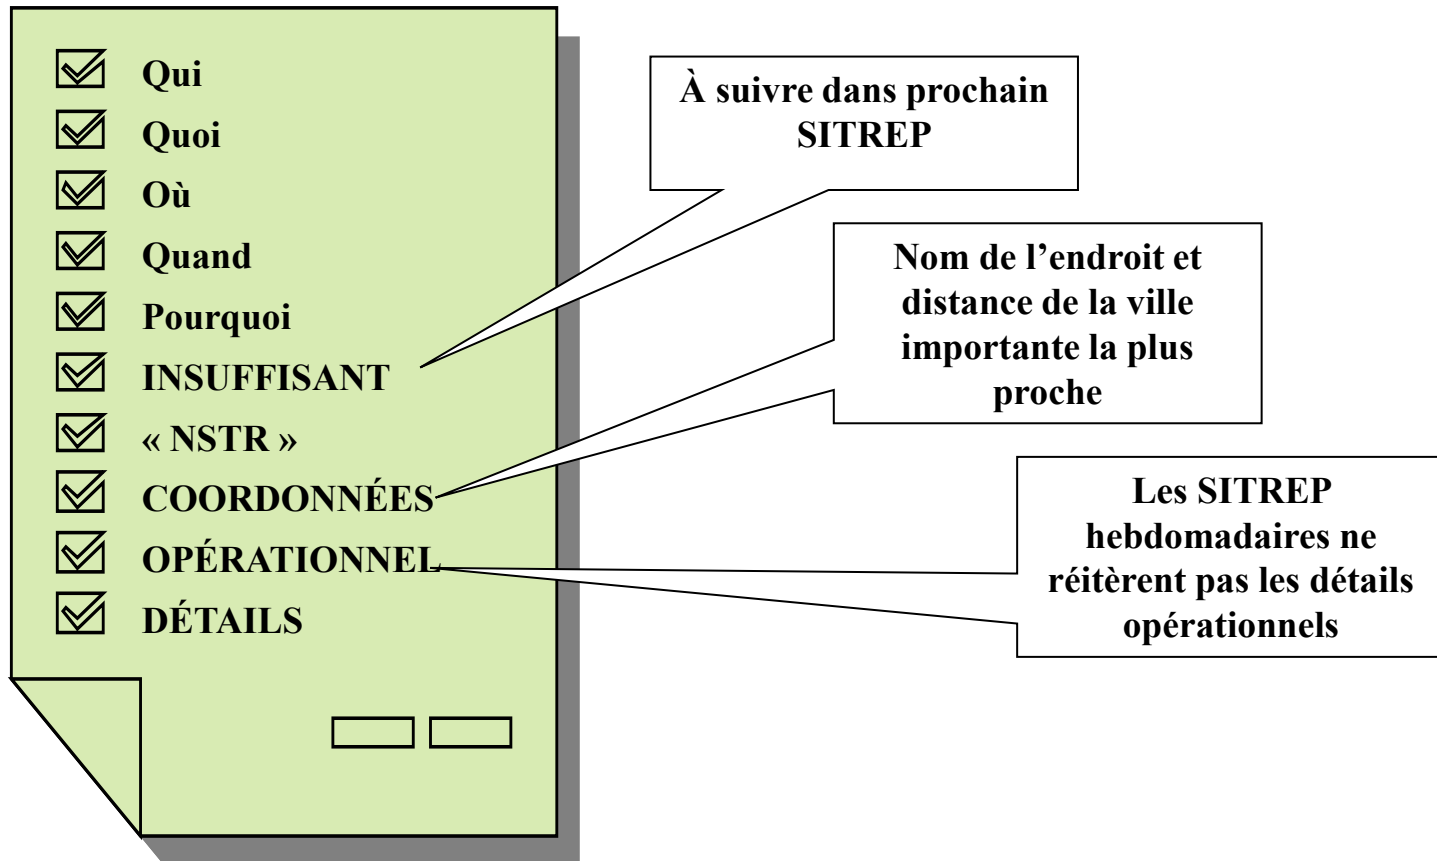 Qui
Quoi
Où
Quand
Pourquoi
INSUFFISANT
« NSTR »
COORDONNÉES
OPÉRATIONNEL
DÉTAILS
À suivre dans prochain
SITREP
Nom de l’endroit et
distance de la ville
importante la plus
proche
Les SITREP
hebdomadaires ne
réitèrent pas les détails
opérationnels